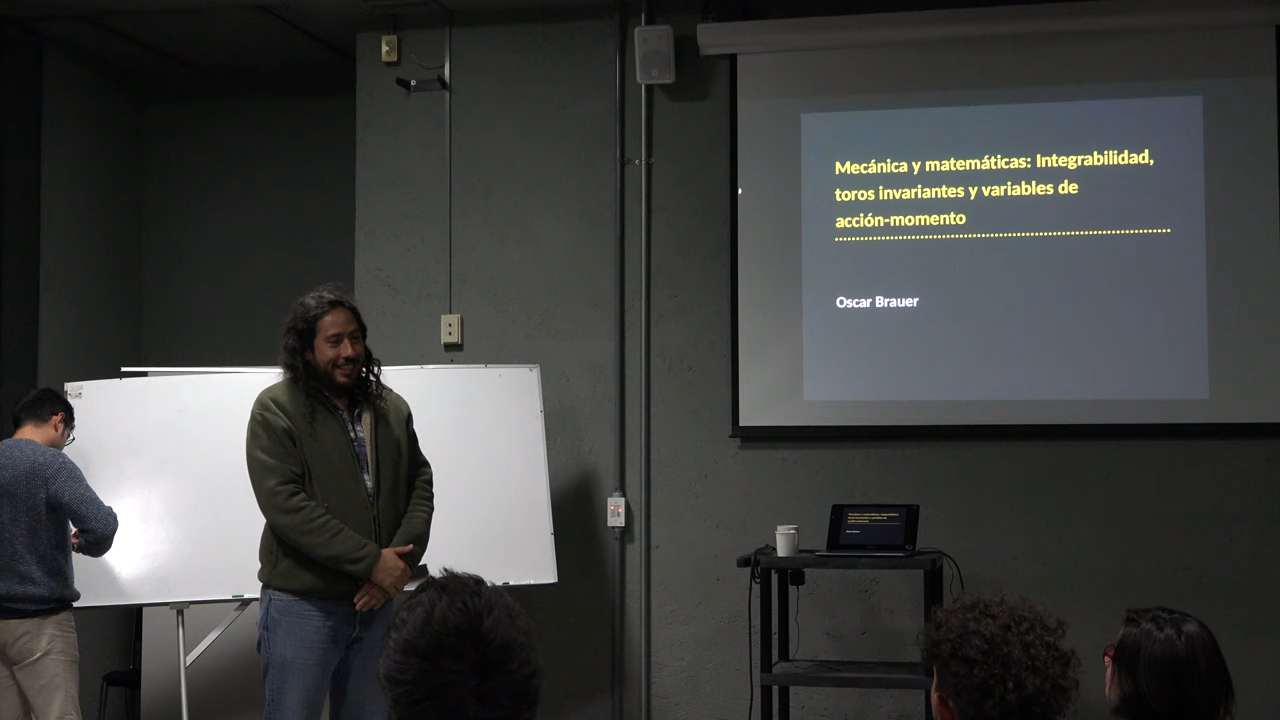 Mecánica y matemáticas: Integrabilidad,
toros invariantes y variables de
acción-momento
Oscar Brauer